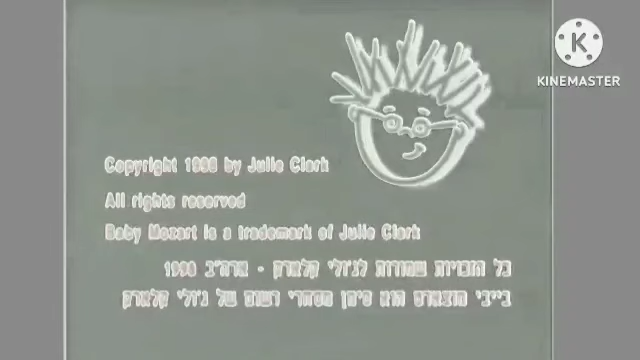 KINEMASTER
Copyright 1998 by Julie Clark
All rights reserved
Baby Mozart is a trademark of Julie Clark
כל הזכויות שמורות לג'ולי קלארק - ארה"ב 1998
בייבי מוצארט הוא סימן מסחרי רשום של ג'ולי קלארק